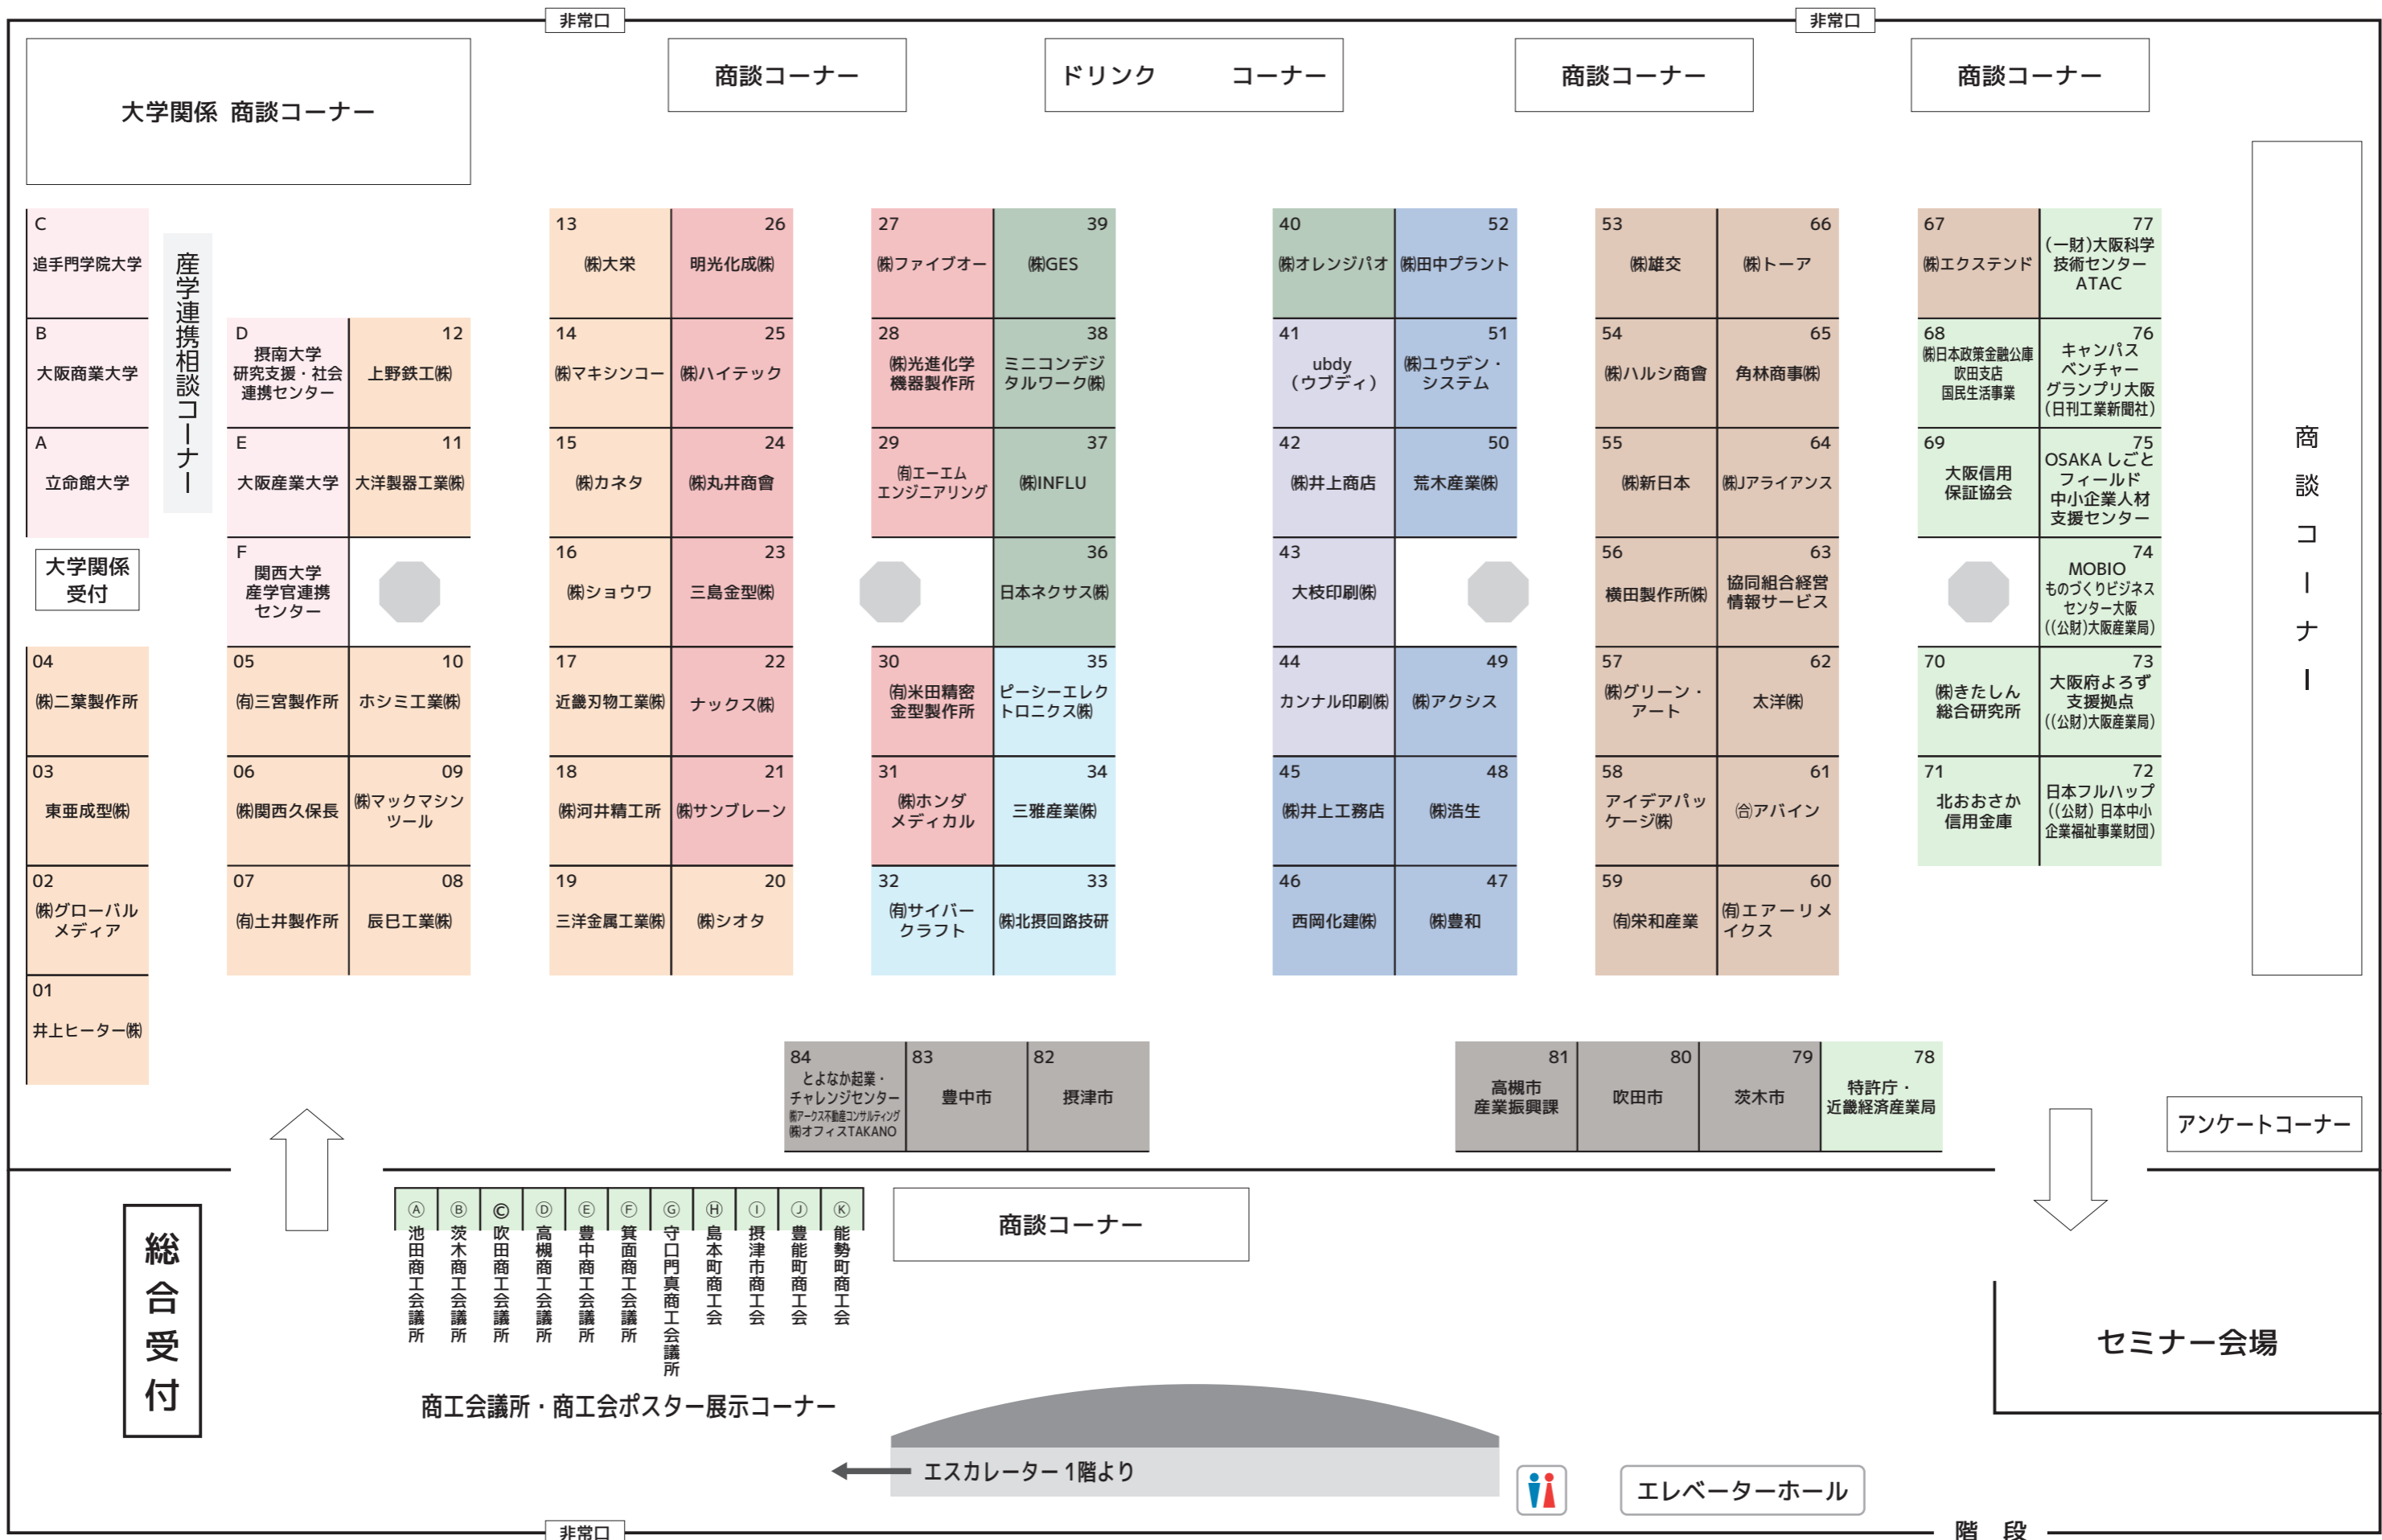 非常口
非常口
大学関係 商談コーナー
商談コーナー
ドリンク コーナー
商談コーナー
商談コーナー
商談コーナー
C
追手門学院大学
B
大阪商業大学
A
立命館大学
産学連携相談コーナー
大学関係
受付
04
㈱二葉製作所
03
東亜成型㈱
02
㈱グローバル
メディア
01
井上ヒーター㈱
D
摂南大学
研究支援・社会
連携センター
E
大阪産業大学
F
関西大学
産学官連携
センター
05
㈲三宮製作所
06
㈱関西久保長
07
㈲土井製作所
12
上野鉄工㈱
11
大洋製器工業㈱
10
ホシミ工業㈱
09
㈱マックマシン
ツール
08
辰巳工業㈱
13
㈱大栄
14
㈱マキシンコー
15
㈱カネタ
16
㈱ショウワ
17
近畿刃物工業㈱
18
㈱河井精工所
19
三洋金属工業㈱
26
明光化成㈱
25
㈱ハイテック
24
㈱丸井商會
23
三島金型㈱
22
ナックス㈱
21
㈱サンブレーン
20
㈱シオタ
27
㈱ファイブオー
28
㈱光進化学
機器製作所
29
㈲エーエム
エンジニアリング
30
㈲米田精密
金型製作所
31
㈱ホンダ
メディカル
32
㈲サイバー
クラフト
39
㈱GES
38
ミニコンデジ
タルワーク㈱
37
㈱INFLU
36
日本ネクサス㈱
35
ピーシーエレク
トロニクス㈱
34
三雅産業㈱
33
㈱北摂回路技研
40
㈱オレンジパオ
41
ubdy
（ウブディ）
42
㈱井上商店
43
大枝印刷㈱
44
カンナル印刷㈱
45
㈱井上工務店
46
西岡化建㈱
52
㈱田中プラント
51
㈱ユウデン・
システム
50
荒木産業㈱
49
㈱アクシス
48
㈱浩生
47
㈱豊和
53
㈱雄交
54
㈱ハルシ商會
55
㈱新日本
56
横田製作所㈱
57
㈱グリーン・
アート
58
アイデアパッ
ケージ㈱
59
㈲栄和産業
66
㈱トーア
65
角林商事㈱
64
㈱Jアライアンス
63
協同組合経営
情報サービス
62
太洋㈱
61
㈾アバイン
60
㈲エアーリメ
イクス
67
㈱エクステンド
68
㈱日本政策金融公庫
吹田支店
国民生活事業
69
大阪信用
保証協会
70
㈱きたしん
総合研究所
71
北おおさか
信用金庫
77
(一財)大阪科学
技術センター
ATAC
76
キャンパス
ベンチャー
グランプリ大阪
(日刊工業新聞社)
75
OSAKA しごと
フィールド
中小企業人材
支援センター
74
MOBIO
ものづくりビジネス
センター大阪
((公財)大阪産業局)
73
大阪府よろず
支援拠点
((公財)大阪産業局)
72
日本フルハップ
((公財) 日本中小
企業福祉事業財団)
84
とよなか起業・
チャレンジセンター
㈱アークス不動産コンサルティング
㈱オフィスTAKANO
83
豊中市
82
摂津市
81
高槻市
産業振興課
80
吹田市
79
茨木市
78
特許庁・
近畿経済産業局
アンケートコーナー
総合受付
Ⓐ池田商工会議所
Ⓑ茨木商工会議所
Ⓒ吹田商工会議所
Ⓓ高槻商工会議所
Ⓔ豊中商工会議所
Ⓕ箕面商工会議所
Ⓖ守口門真商工会議所
Ⓗ島本町商工会
Ⓘ摂津市商工会
Ⓙ豊能町商工会
Ⓚ能勢町商工会
商談コーナー
商工会議所・商工会ポスター展示コーナー
セミナー会場
エスカレーター 1階より
エレベーターホール
非常口
階 段